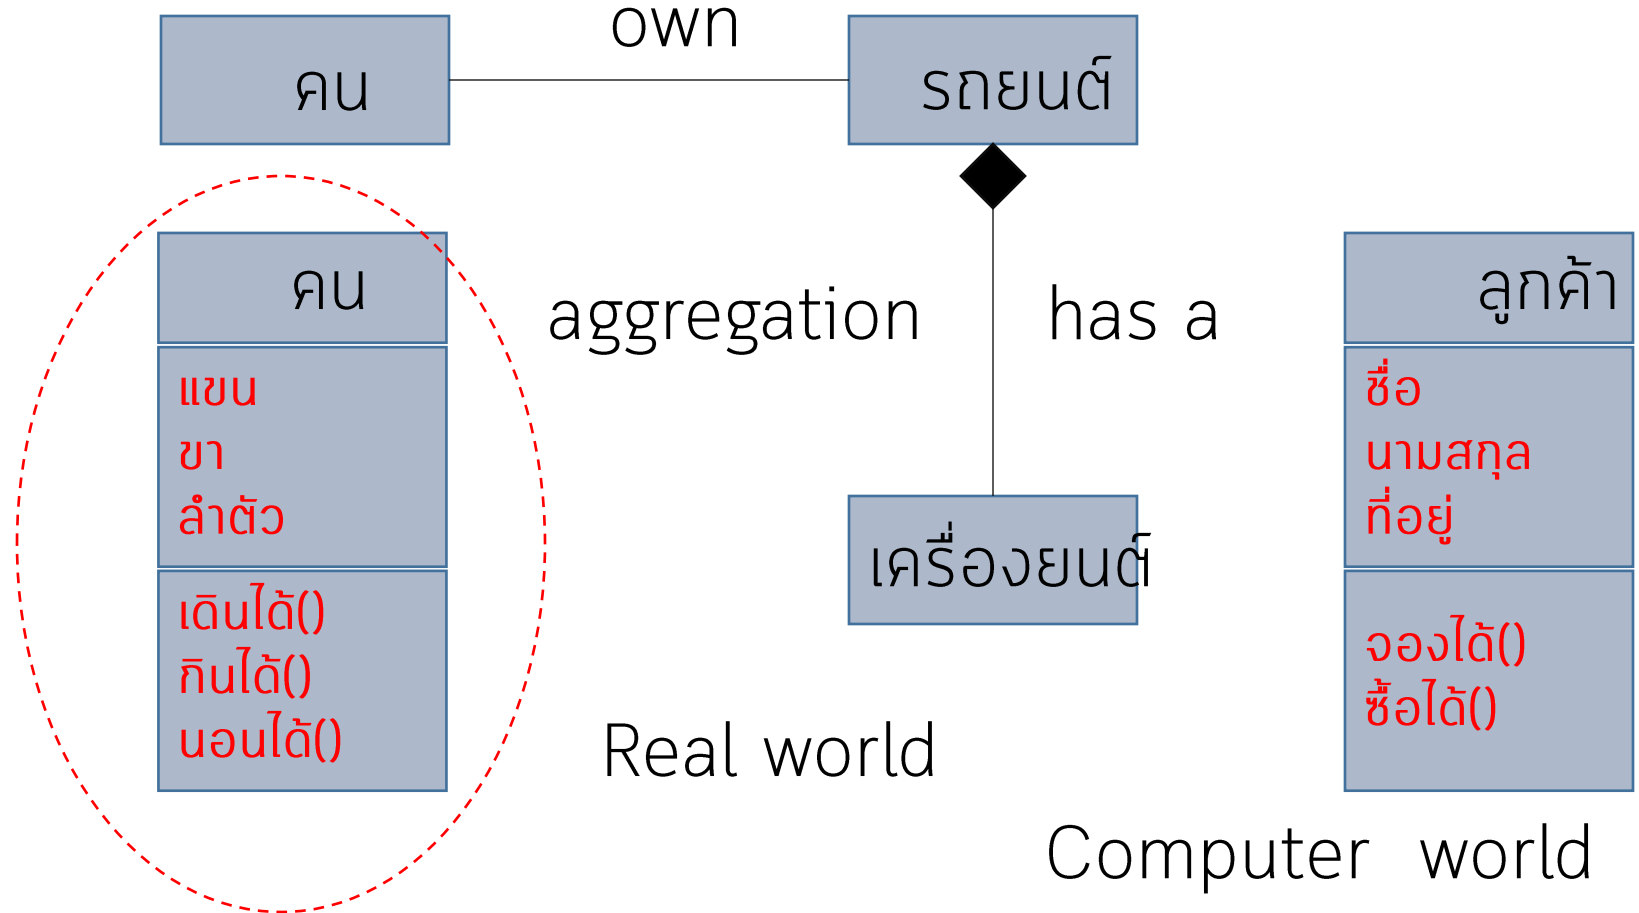 own
คน
รถยนต์
คน
แขน
ขา
ลำตัว
เดินได้()
กินได้()
นอนได้()
aggregation
has a
เครื่องยนต์
Real world
ลูกค้า
ชื่อ
นามสกุล
ที่อยู่
จองได้()
ซื้อได้()
Computer world